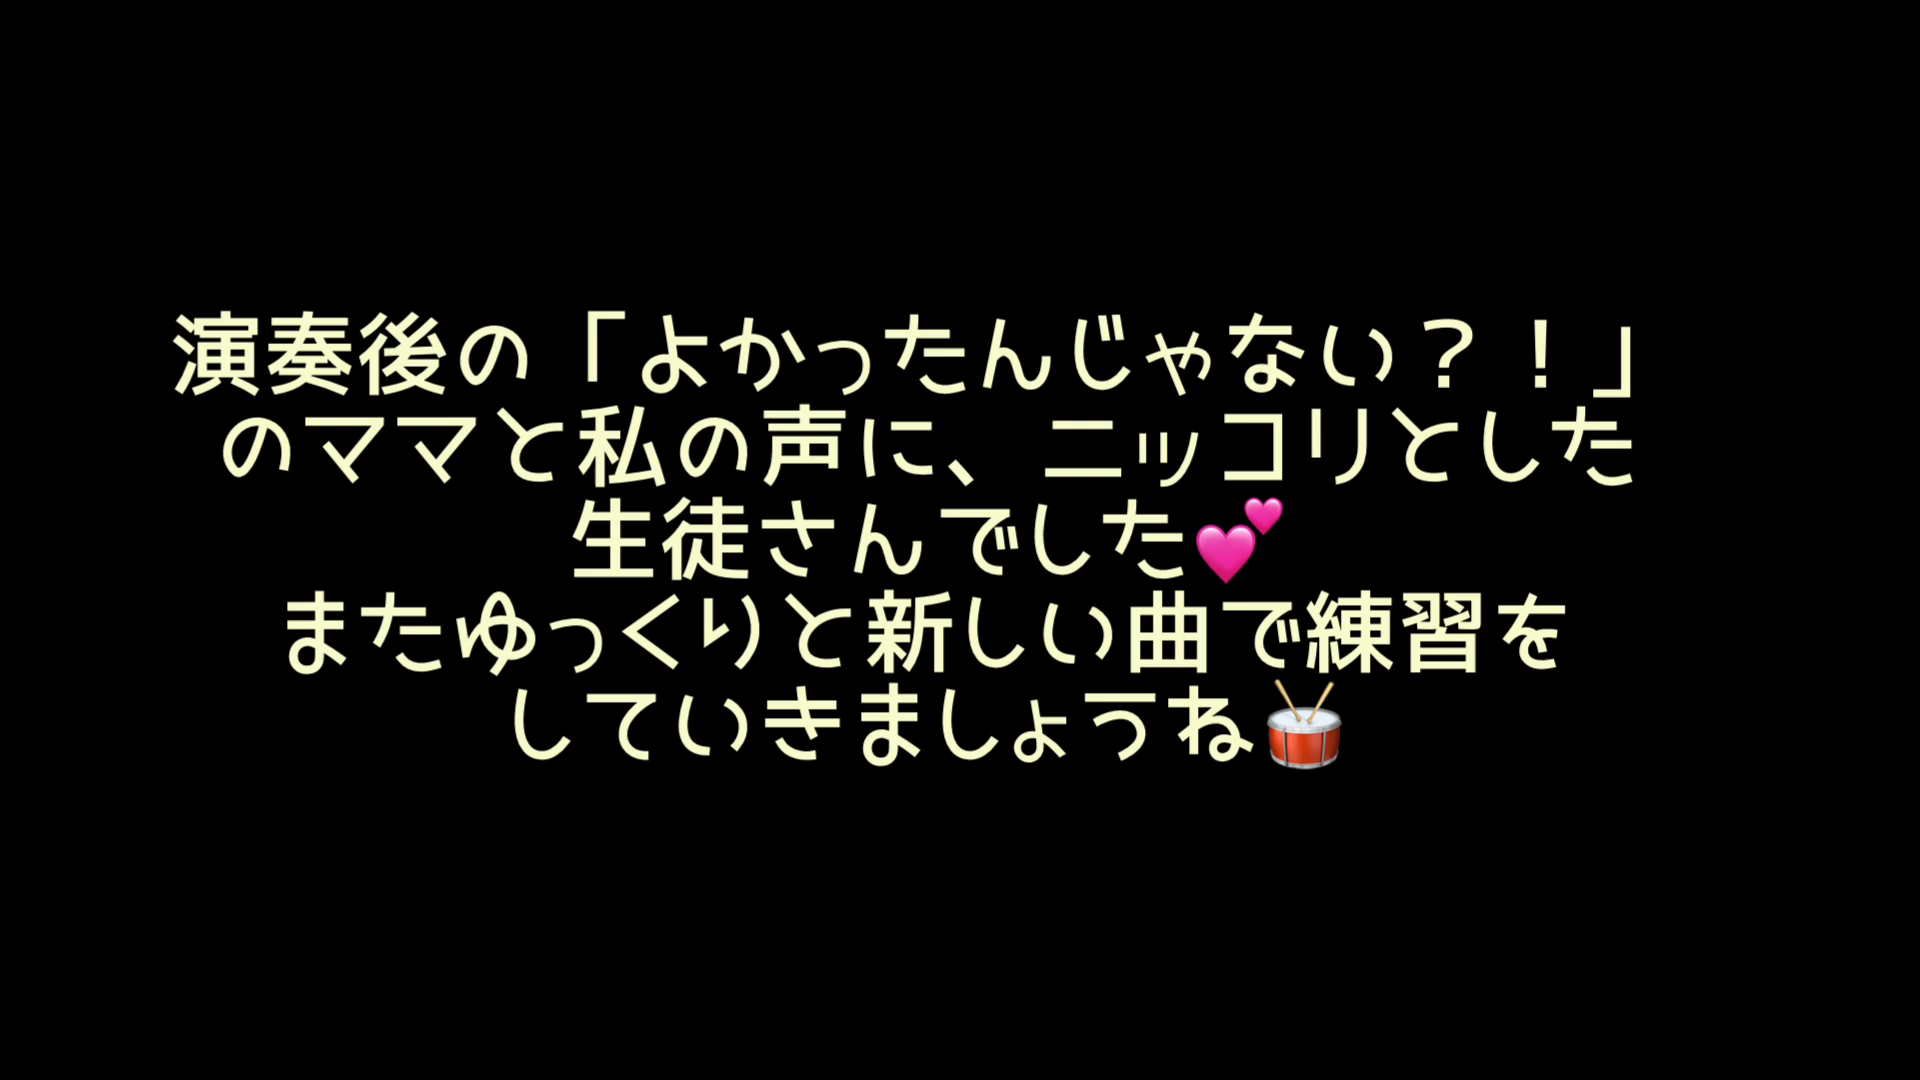 演奏後の「よかったんじゃない？！」
のママと私の声に、ニッコリとした
生徒さんでした💕
またゆっくりと新しい曲で練習を
していきましょうね🥁